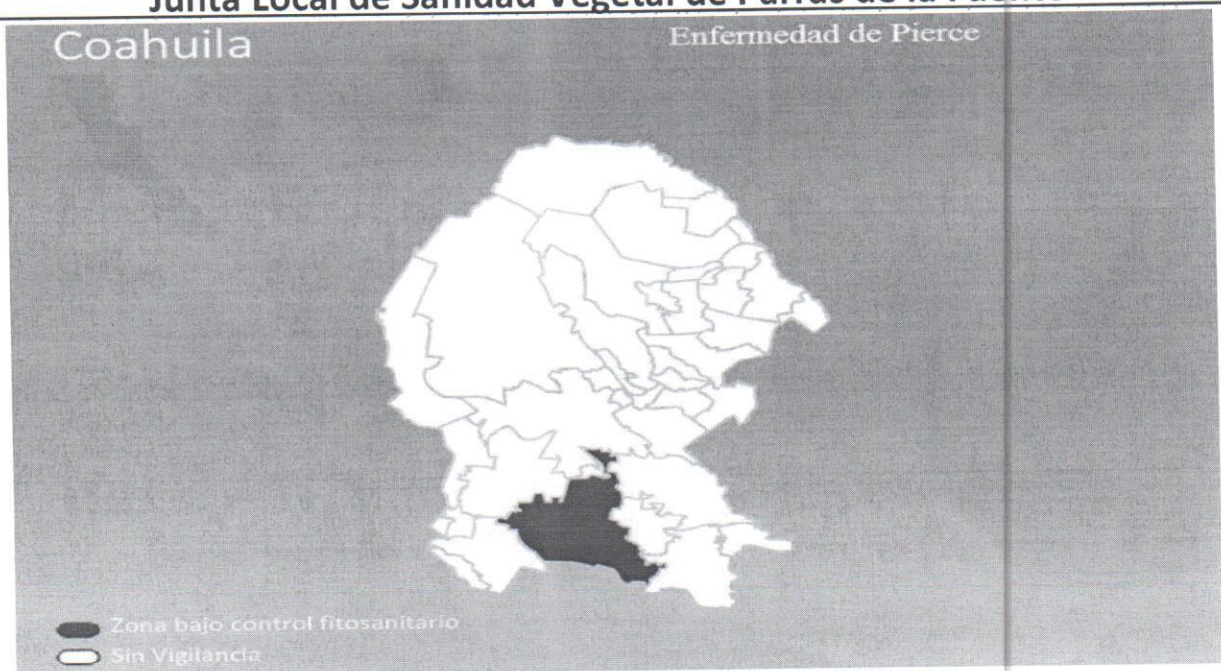 Junta Local de Sanidad Vegetal de Parras de la Fuente
Coahuila
Enfermedad de Pierce
Zona bajo control fitosanitario
Sin Vigilancia